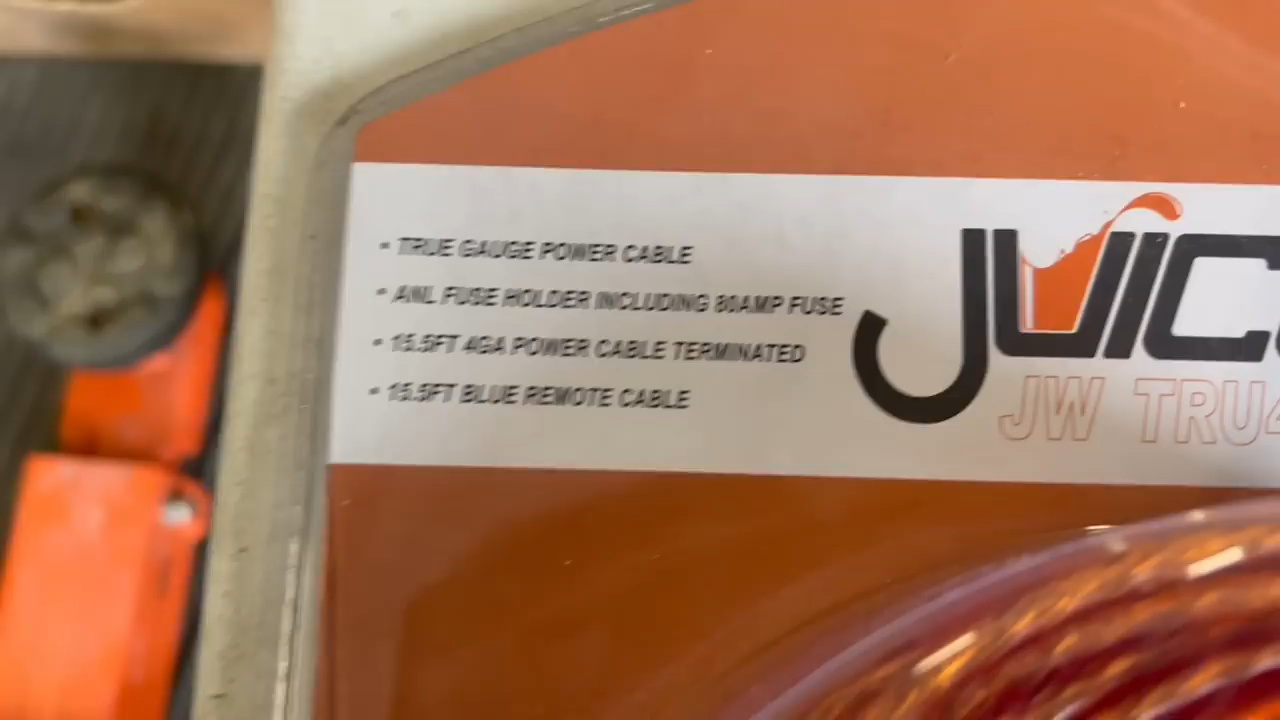 • TRUE GAUGE POWER CABLE
• ANL FUSE HOLDER INCLUDING 80AMP FUSE
• 15.5FT 4GA POWER CABLE TERMINATED
• 15.5FT BLUE REMOTE CABLE
JUIC
JW TRU4